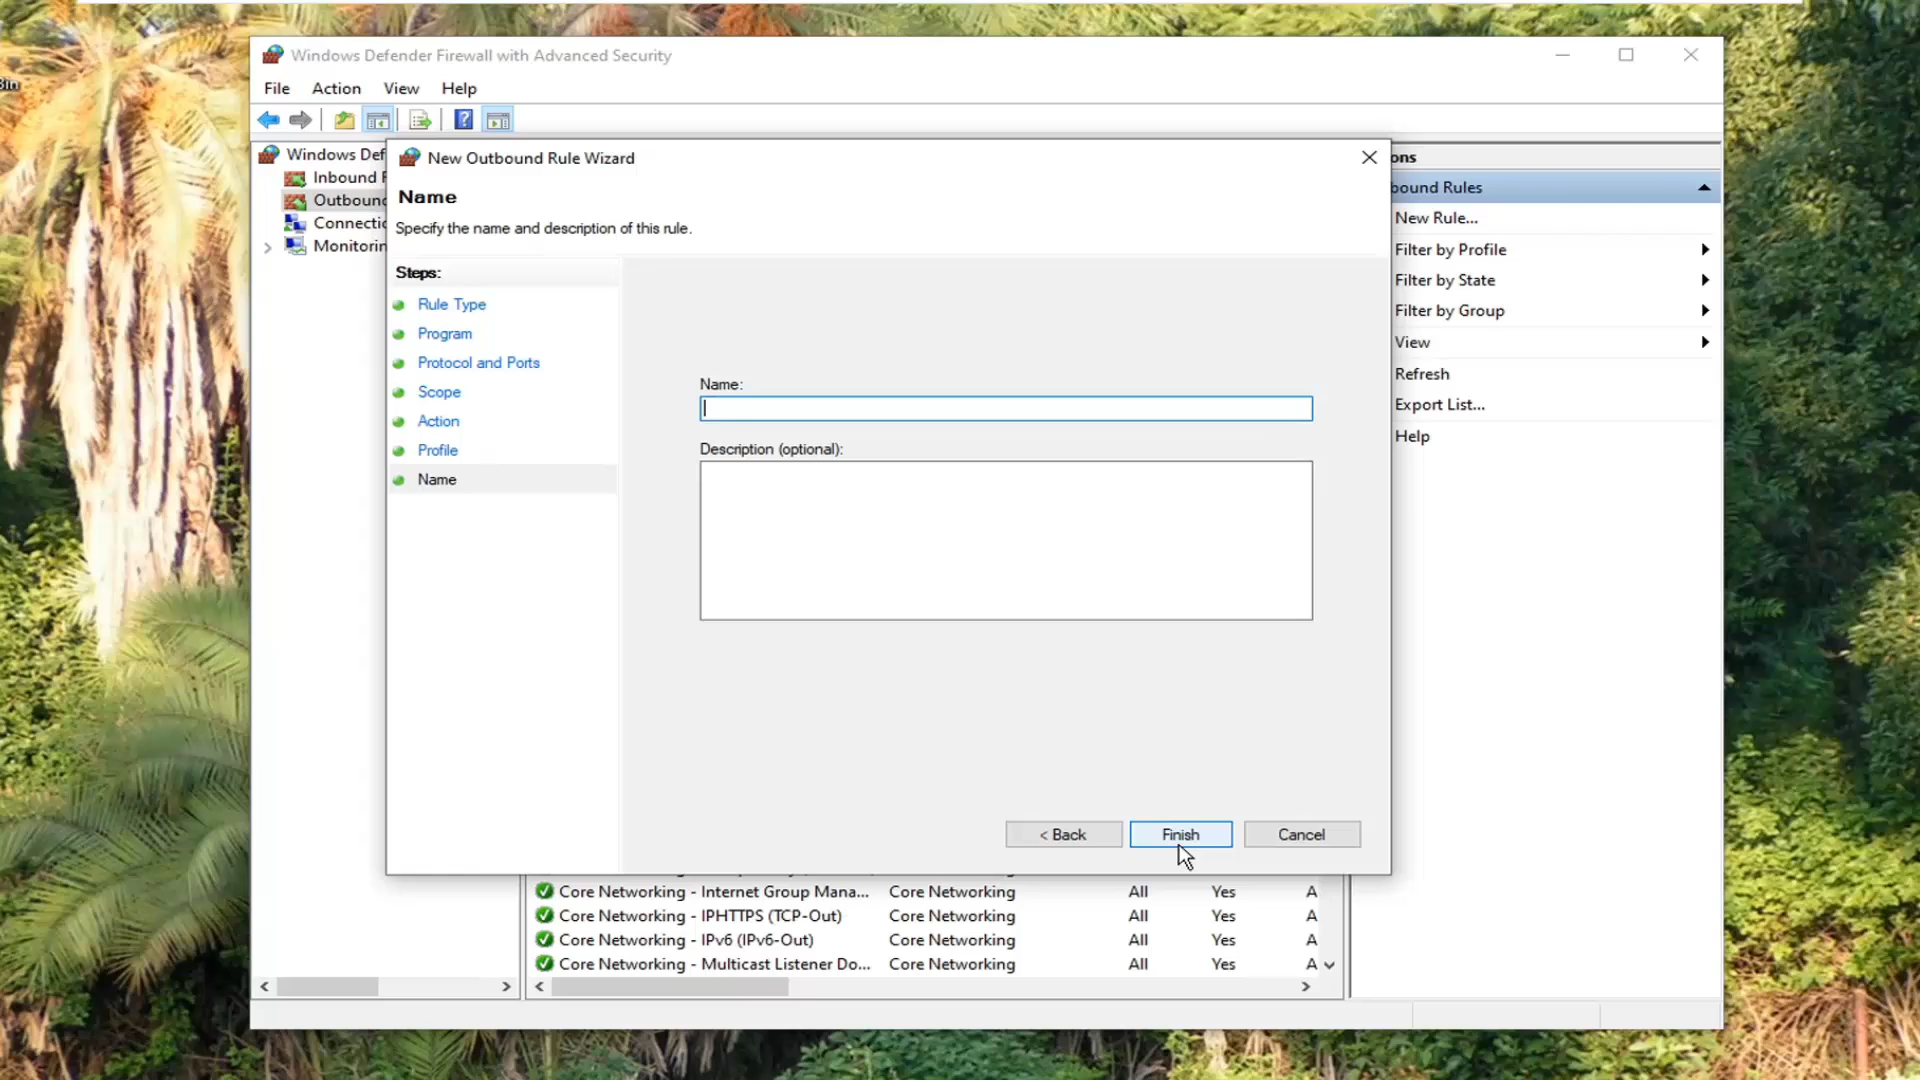 Bin
Windows Defender Firewall with Advanced Security
File Action View Help
Windows Def
Inbound R
Outbound
Connectio
Monitorin
New Outbound Rule Wizard
Name
Specify the name and description of this rule.
Steps:
Rule Type
Program
Protocol and Ports
Scope
Action
Profile
Name
Name:
Description (optional):
< Back Finish Cancel
ons
bound Rules
New Rule...
Filter by Profile
Filter by State
Filter by Group
View
Refresh
Export List...
Help
Core Networking - Internet Group Mana... Core Networking All Yes A
Core Networking - IPHTTPS (TCP-Out) Core Networking All Yes A
Core Networking - IPv6 (IPv6-Out) Core Networking All Yes A
Core Networking - Multicast Listener Do... Core Networking All Yes A